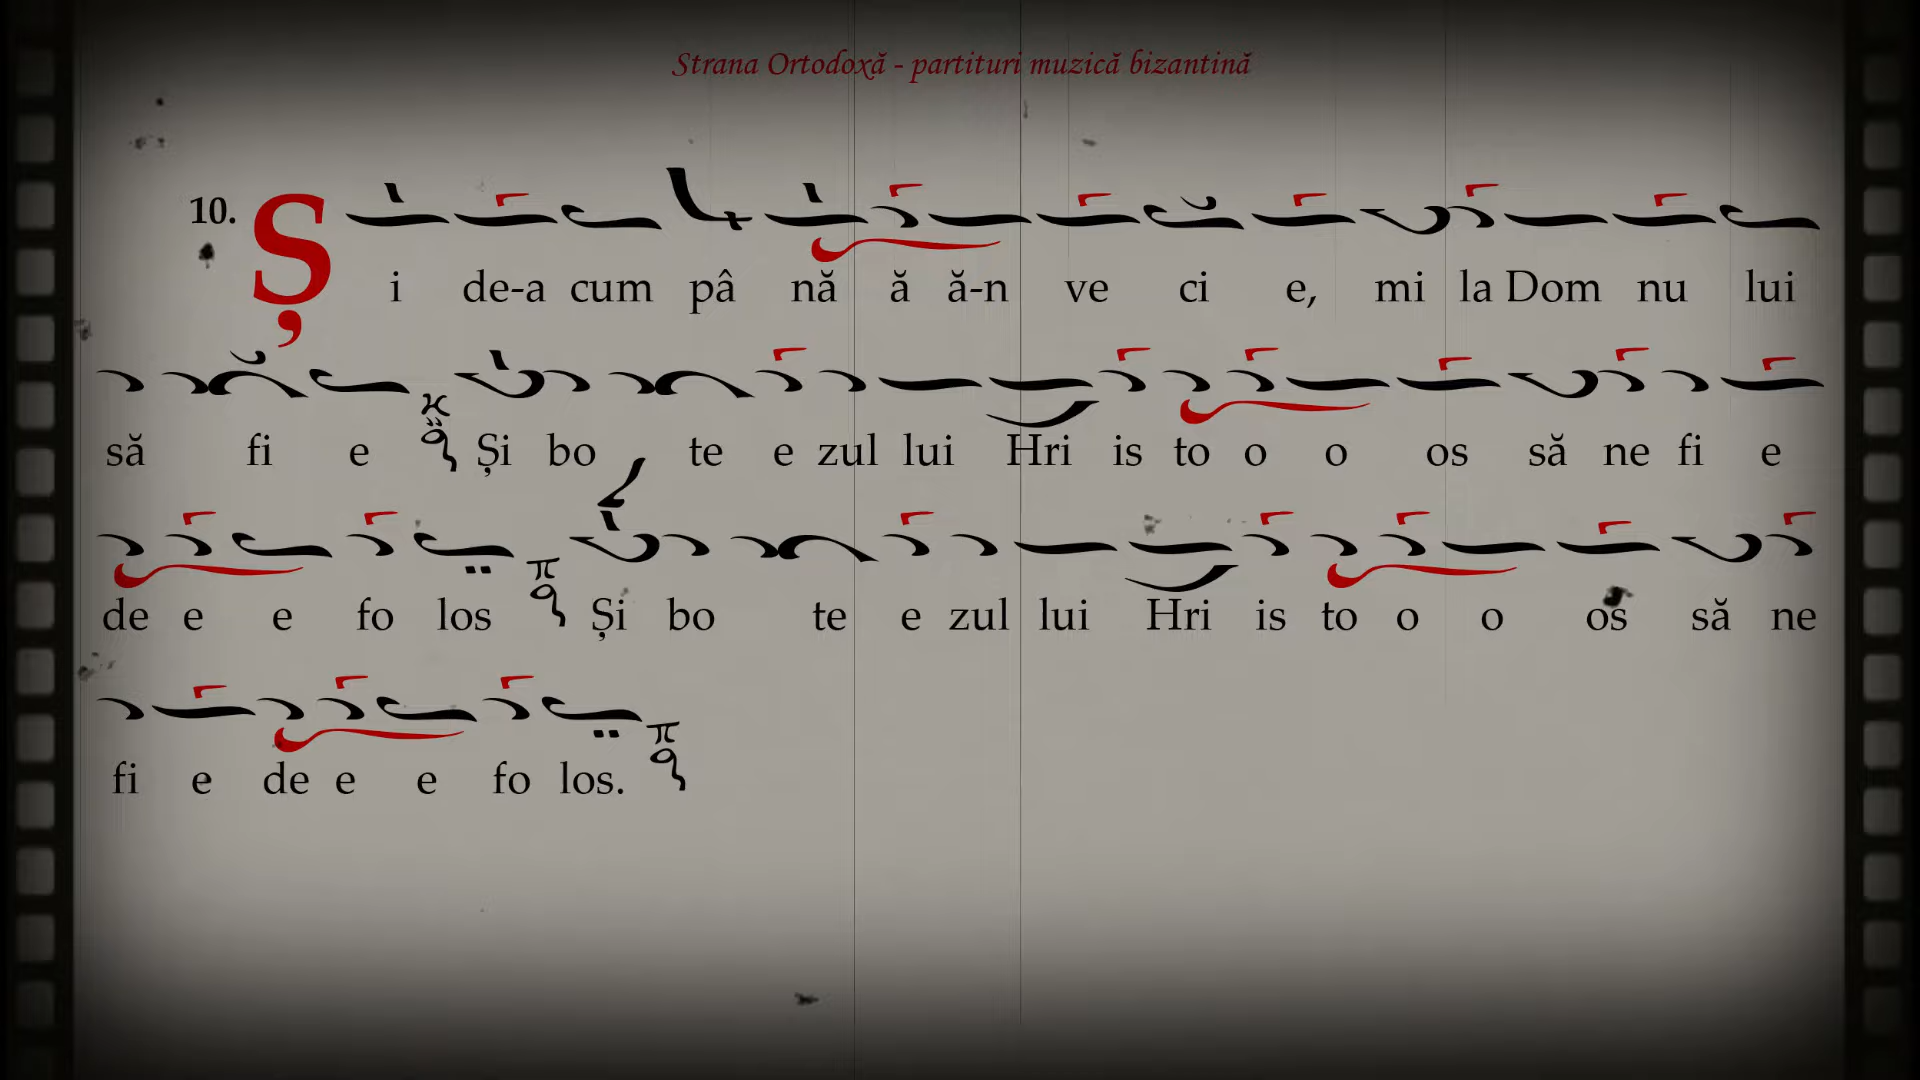 Strana Ortodoxă - partituri muzică bizantină
10. Ș i de-a cum pâ nă ă ă-n ve ci e, mi la Dom nu lui
să fi e Și bo te e zul lui Hri is to o o os să ne fi e
de e e fo los Și bo te e zul lui Hri is to o o os să ne
fi e de e e fo los.